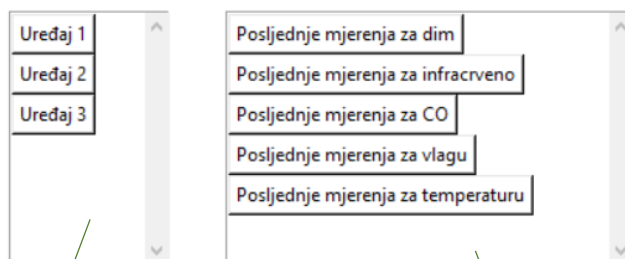 Uređaj 1
Uređaj 2
Uređaj 3
Posljednje mjerenja za dim
Posljednje mjerenja za infracrveno
Posljednje mjerenja za CO
Posljednje mjerenja za vlagu
Posljednje mjerenja za temperaturu